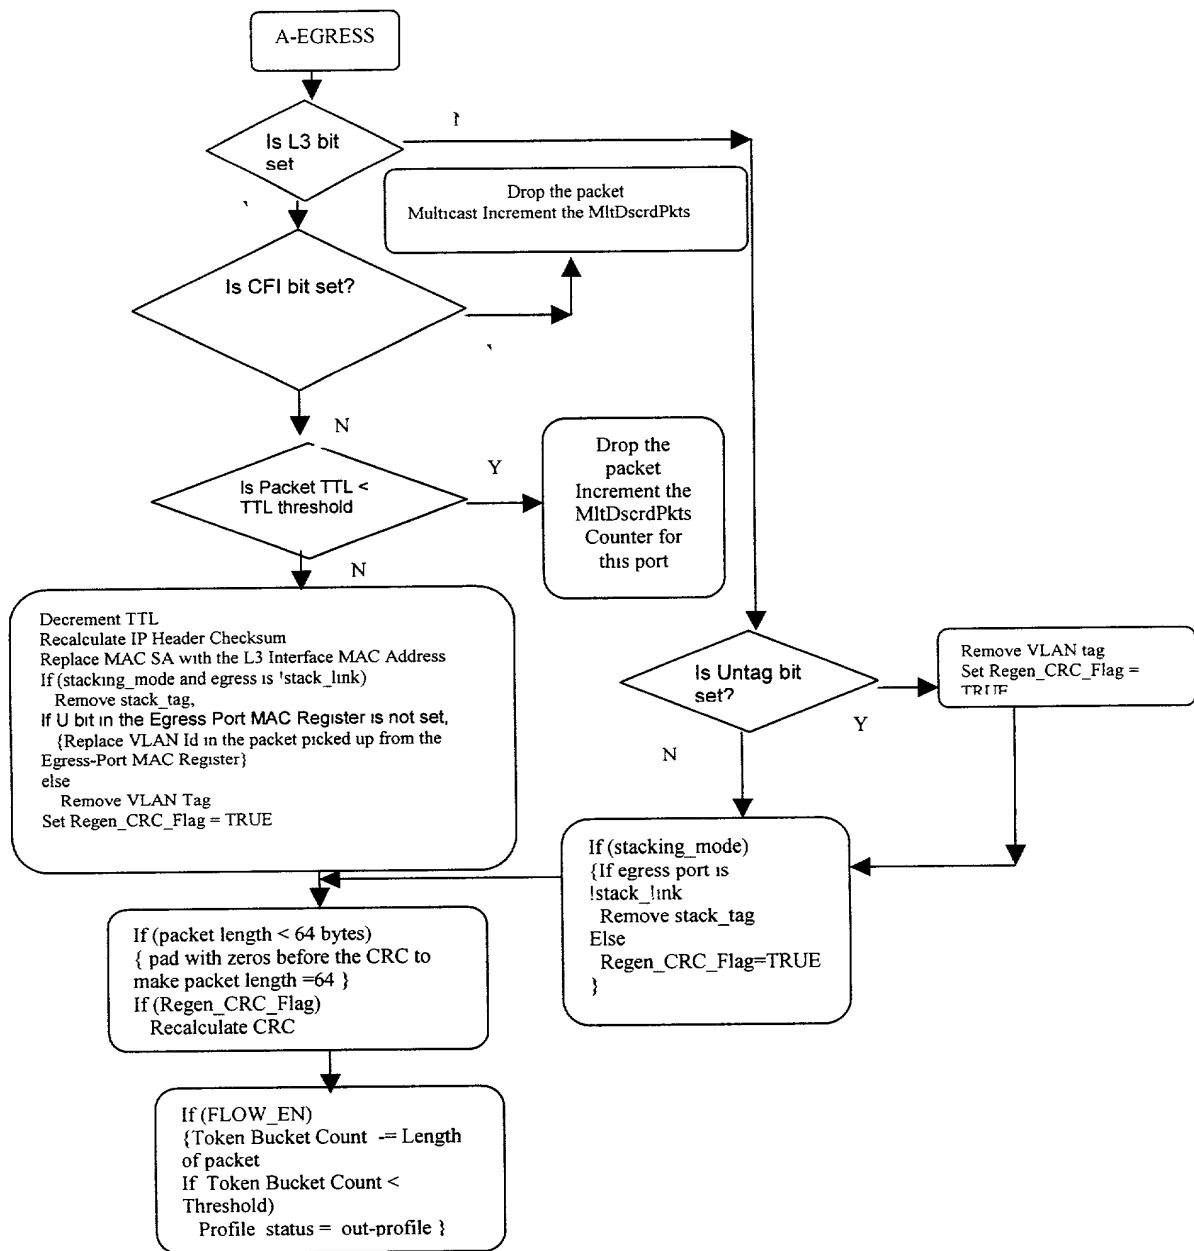 A-EGRESS
Is L3 bit
set
Drop the packet
Multicast Increment the MltDscrdPkts
Is CFI bit set?
N
Is Packet TTL <
TTL threshold
Y
Drop the
packet
Increment the
MltDscrdPkts
Counter for
this port
N
Decrement TTL
Recalculate IP Header Checksum
Replace MAC SA with the L3 Interface MAC Address
If (stacking_mode and egress is !stack_link)
Remove stack_tag,
If U bit in the Egress Port MAC Register is not set,
{Replace VLAN Id in the packet picked up from the
Egress-Port MAC Register}
else
Remove VLAN Tag
Set Regen_CRC_Flag = TRUE
Is Untag bit
set?
Y
N
Remove VLAN tag
Set Regen_CRC_Flag =
TRUE
If (stacking_mode)
{If egress port is
!stack_link
Remove stack_tag
Else
Regen_CRC_Flag=TRUE
}
If (packet length < 64 bytes)
{ pad with zeros before the CRC to
make packet length =64 }
If (Regen_CRC_Flag)
Recalculate CRC
If (FLOW_EN)
{Token Bucket Count -= Length
of packet
If Token Bucket Count <
Threshold)
Profile status = out-profile }